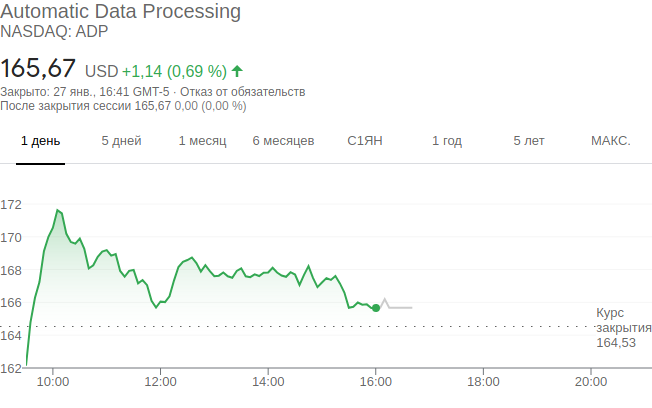 Automatic Data Processing
NASDAQ: ADP
165,67 USD +1,14 (0,69 %)
Закрыто: 27 янв., 16:41 GMT-5 · Отказ от обязательств
После закрытия сессии 165,67 0,00 (0,00 %)
1 день 5 дней 1 месяц 6 месяцев С1ЯН 1 год 5 лет МАКС.
172
170
168
166
164
162
Курс
закрытия
164,53
10:00 12:00 14:00 16:00 18:00 20:00